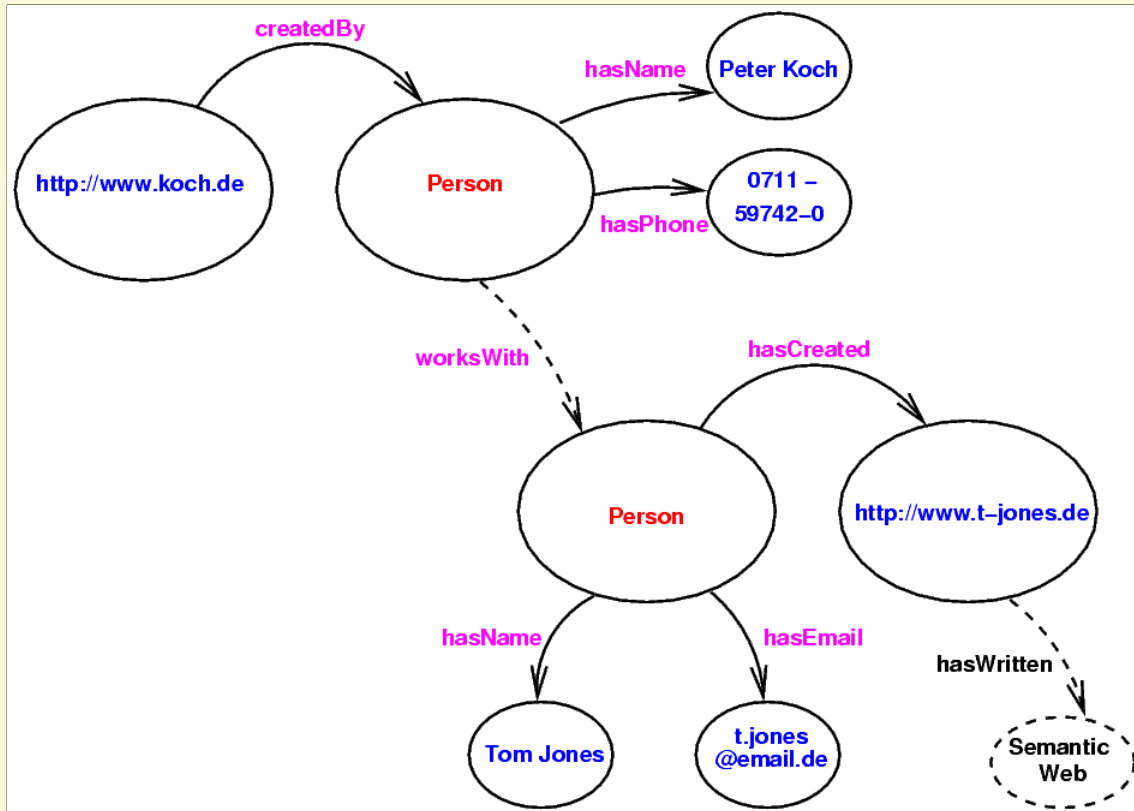 createdBy
hasName
Peter Koch
http://www.koch.de
Person
0711 –
59742–0
hasPhone
worksWith
hasCreated
Person
http://www.t–jones.de
hasName
hasEmail
hasWritten
Tom Jones
t.jones
@email.de
Semantic
Web